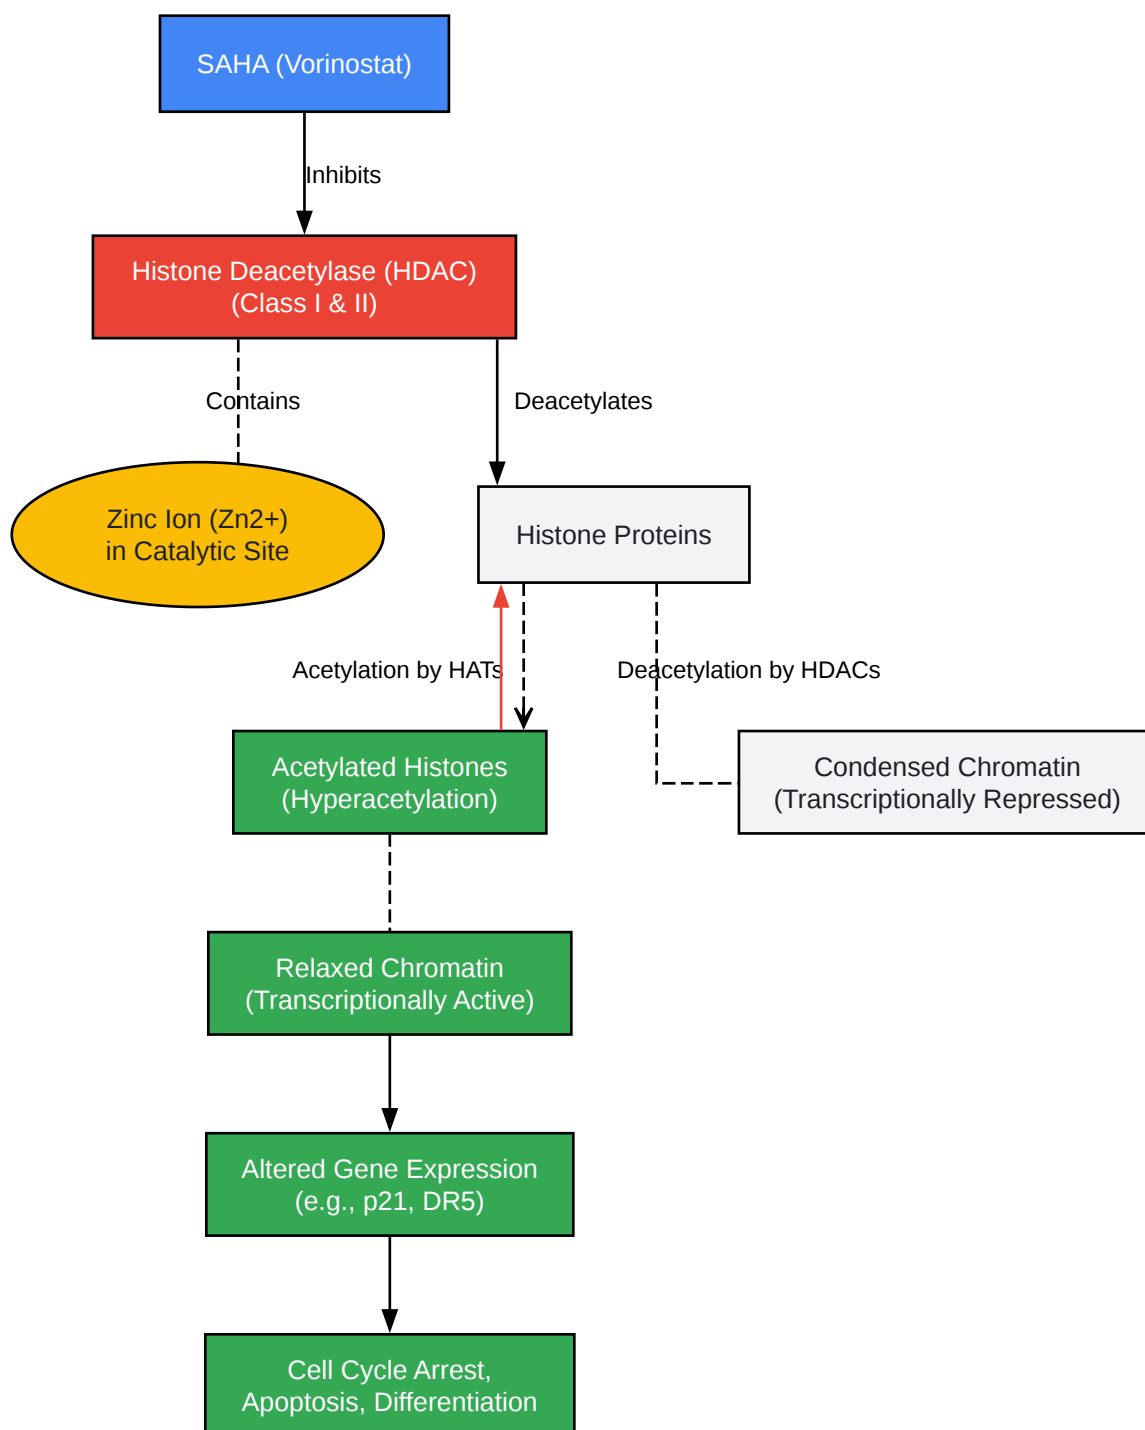 SAHA (Vorinostat)
Inhibits
Histone Deacetylase (HDAC)
(Class I & II)
Contains
Deacetylates
Zinc Ion (Zn2+)
in Catalytic Site
Histone Proteins
Acetylation by HATs
Deacetylation by HDACs
Acetylated Histones
(Hyperacetylation)
Condensed Chromatin
(Transcriptionally Repressed)
Relaxed Chromatin
(Transcriptionally Active)
Altered Gene Expression
(e.g., p21, DR5)
Cell Cycle Arrest,
Apoptosis, Differentiation